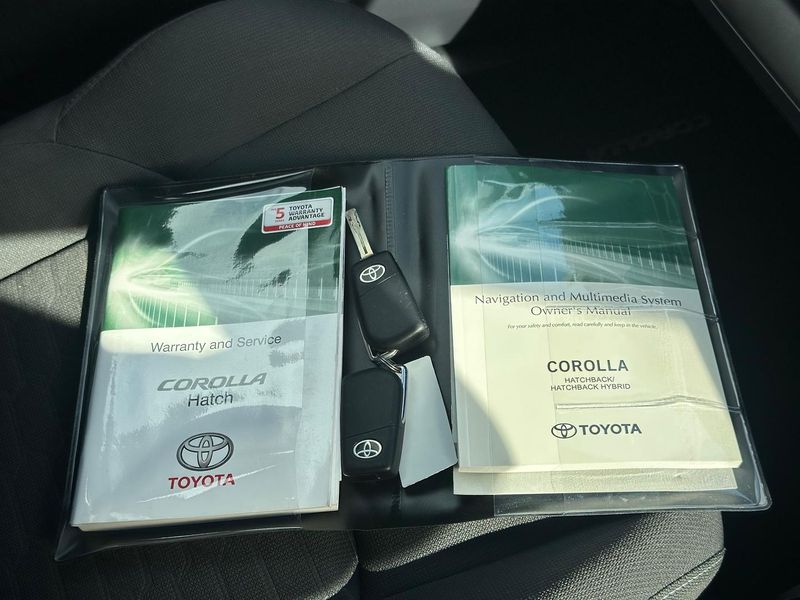 5
TOYOTA
WARRANTY
ADVANTAGE
PEACE OF MIND
Warranty and Service
COROLLA
Hatch
TOYOTA
Navigation and Multimedia System
Owner's Manual
For your safety and comfort, read carefully and keep in the vehicle.
COROLLA
HATCHBACK/
HATCHBACK HYBRID
TOYOTA
COROLLA